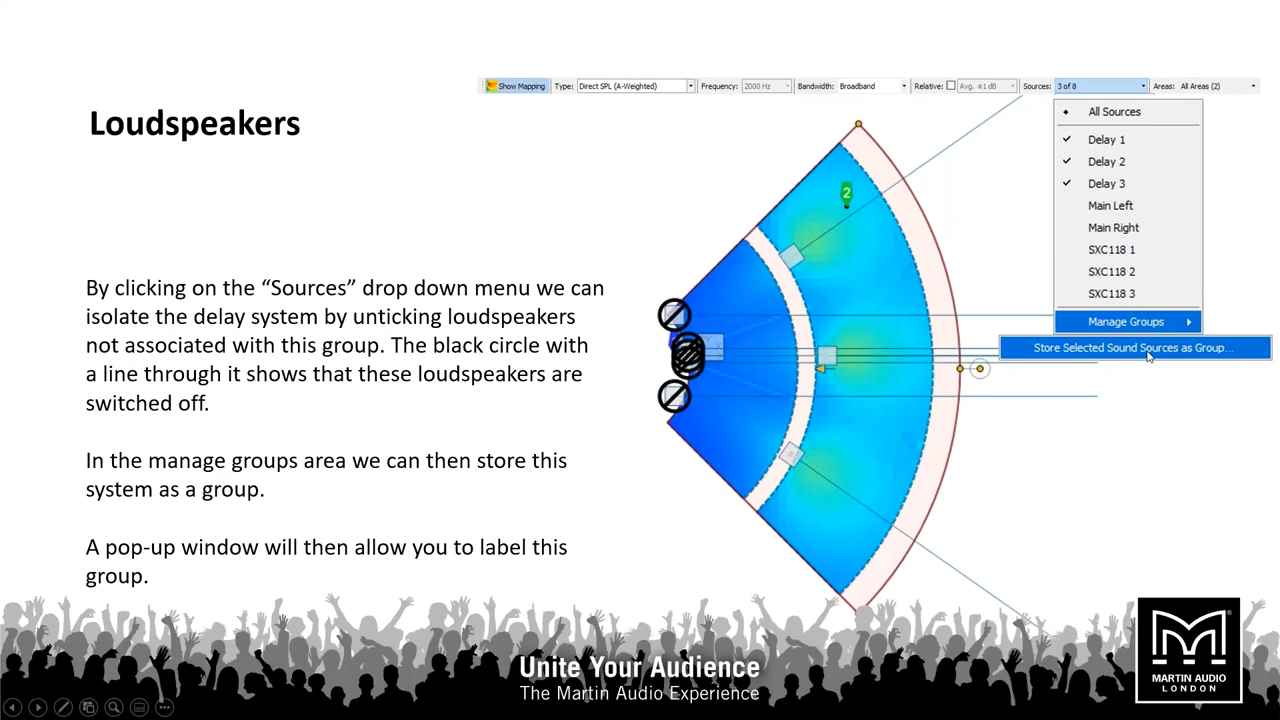 Show Mapping Type: Direct SPL (A-Weighted) Frequency: 2000 Hz Bandwidth: Broadband Relative: Avg. ±1 dB Sources: 3 of 8 Areas: All Areas (2)
Loudspeakers
All Sources
Delay 1
Delay 2
Delay 3
Main Left
Main Right
SXC118 1
SXC118 2
SXC118 3
Manage Groups
Store Selected Sound Sources as Group...
2
By clicking on the “Sources” drop down menu we can
isolate the delay system by unticking loudspeakers
not associated with this group. The black circle with
a line through it shows that these loudspeakers are
switched off.
In the manage groups area we can then store this
system as a group.
A pop-up window will then allow you to label this
group.
Unite Your Audience
The Martin Audio Experience
MARTIN AUDIO
LONDON